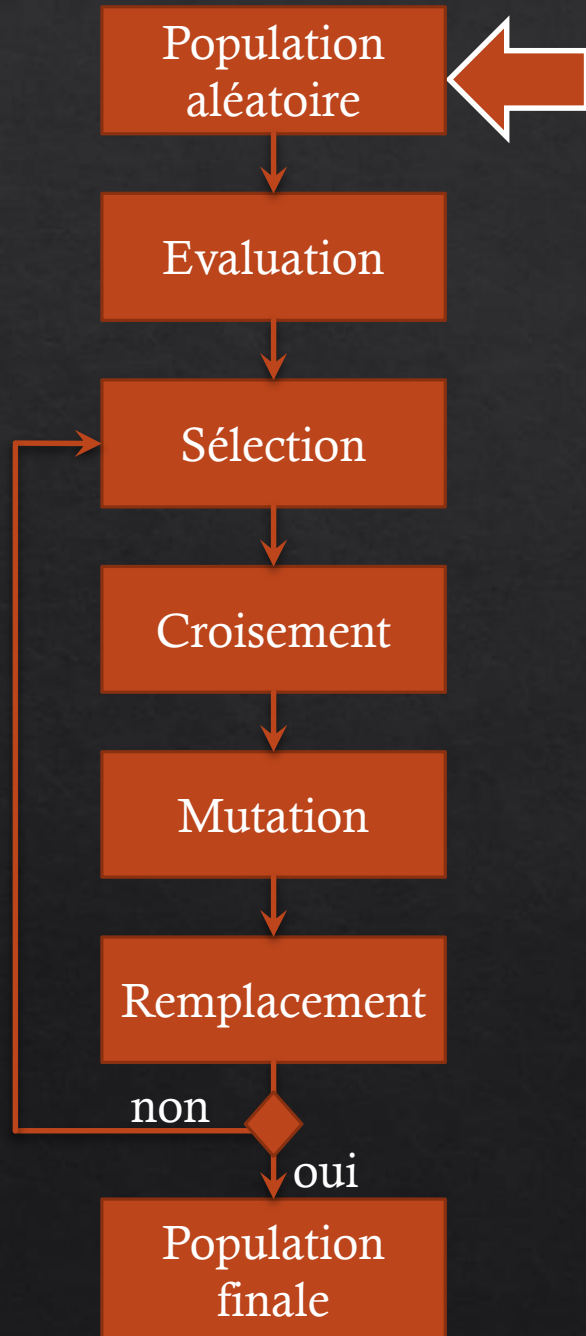 Population
aléatoire
Evaluation
Sélection
Croisement
Mutation
Remplacement
non
oui
Population
finale